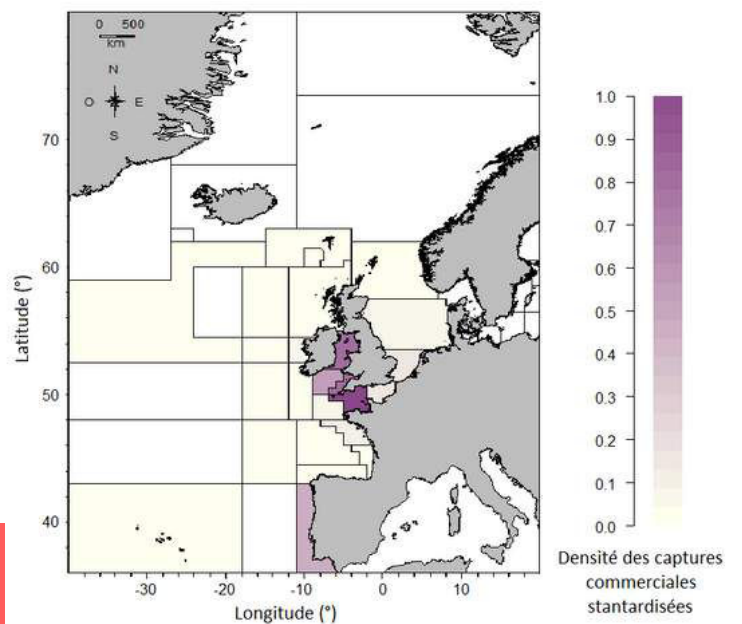 0 500
km
N
O E
S
70
60
50
40
Latitude (°)
-30 -20 -10 0 10
Longitude (°)
1.0
0.9
0.8
0.7
0.6
0.5
0.4
0.3
0.2
0.1
0.0
Densité des captures
commerciales
stantardisées